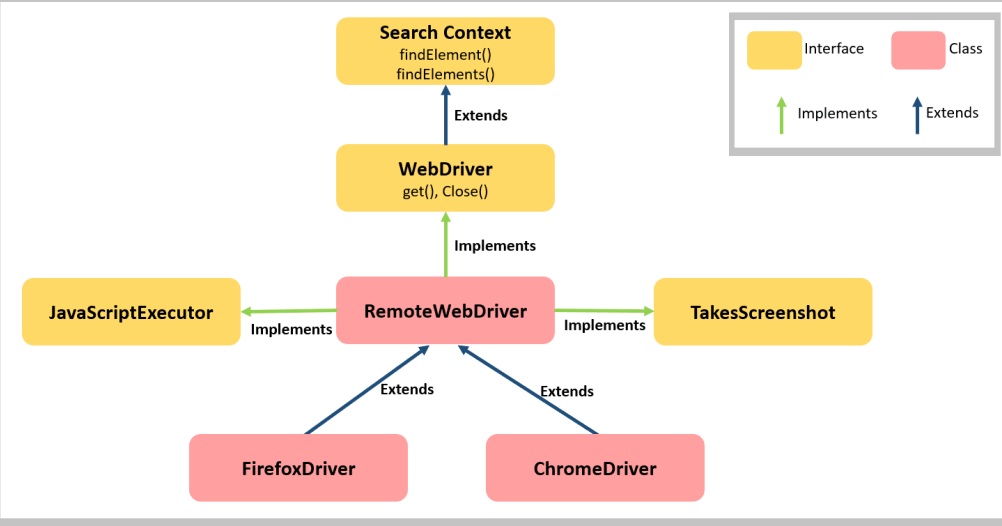 Search Context
findElement()
findElements()
Interface
Class
Implements
Extends
Extends
WebDriver
get(), Close()
Implements
JavaScriptExecutor
Implements
RemoteWebDriver
Implements
TakesScreenshot
Extends
Extends
FirefoxDriver
ChromeDriver